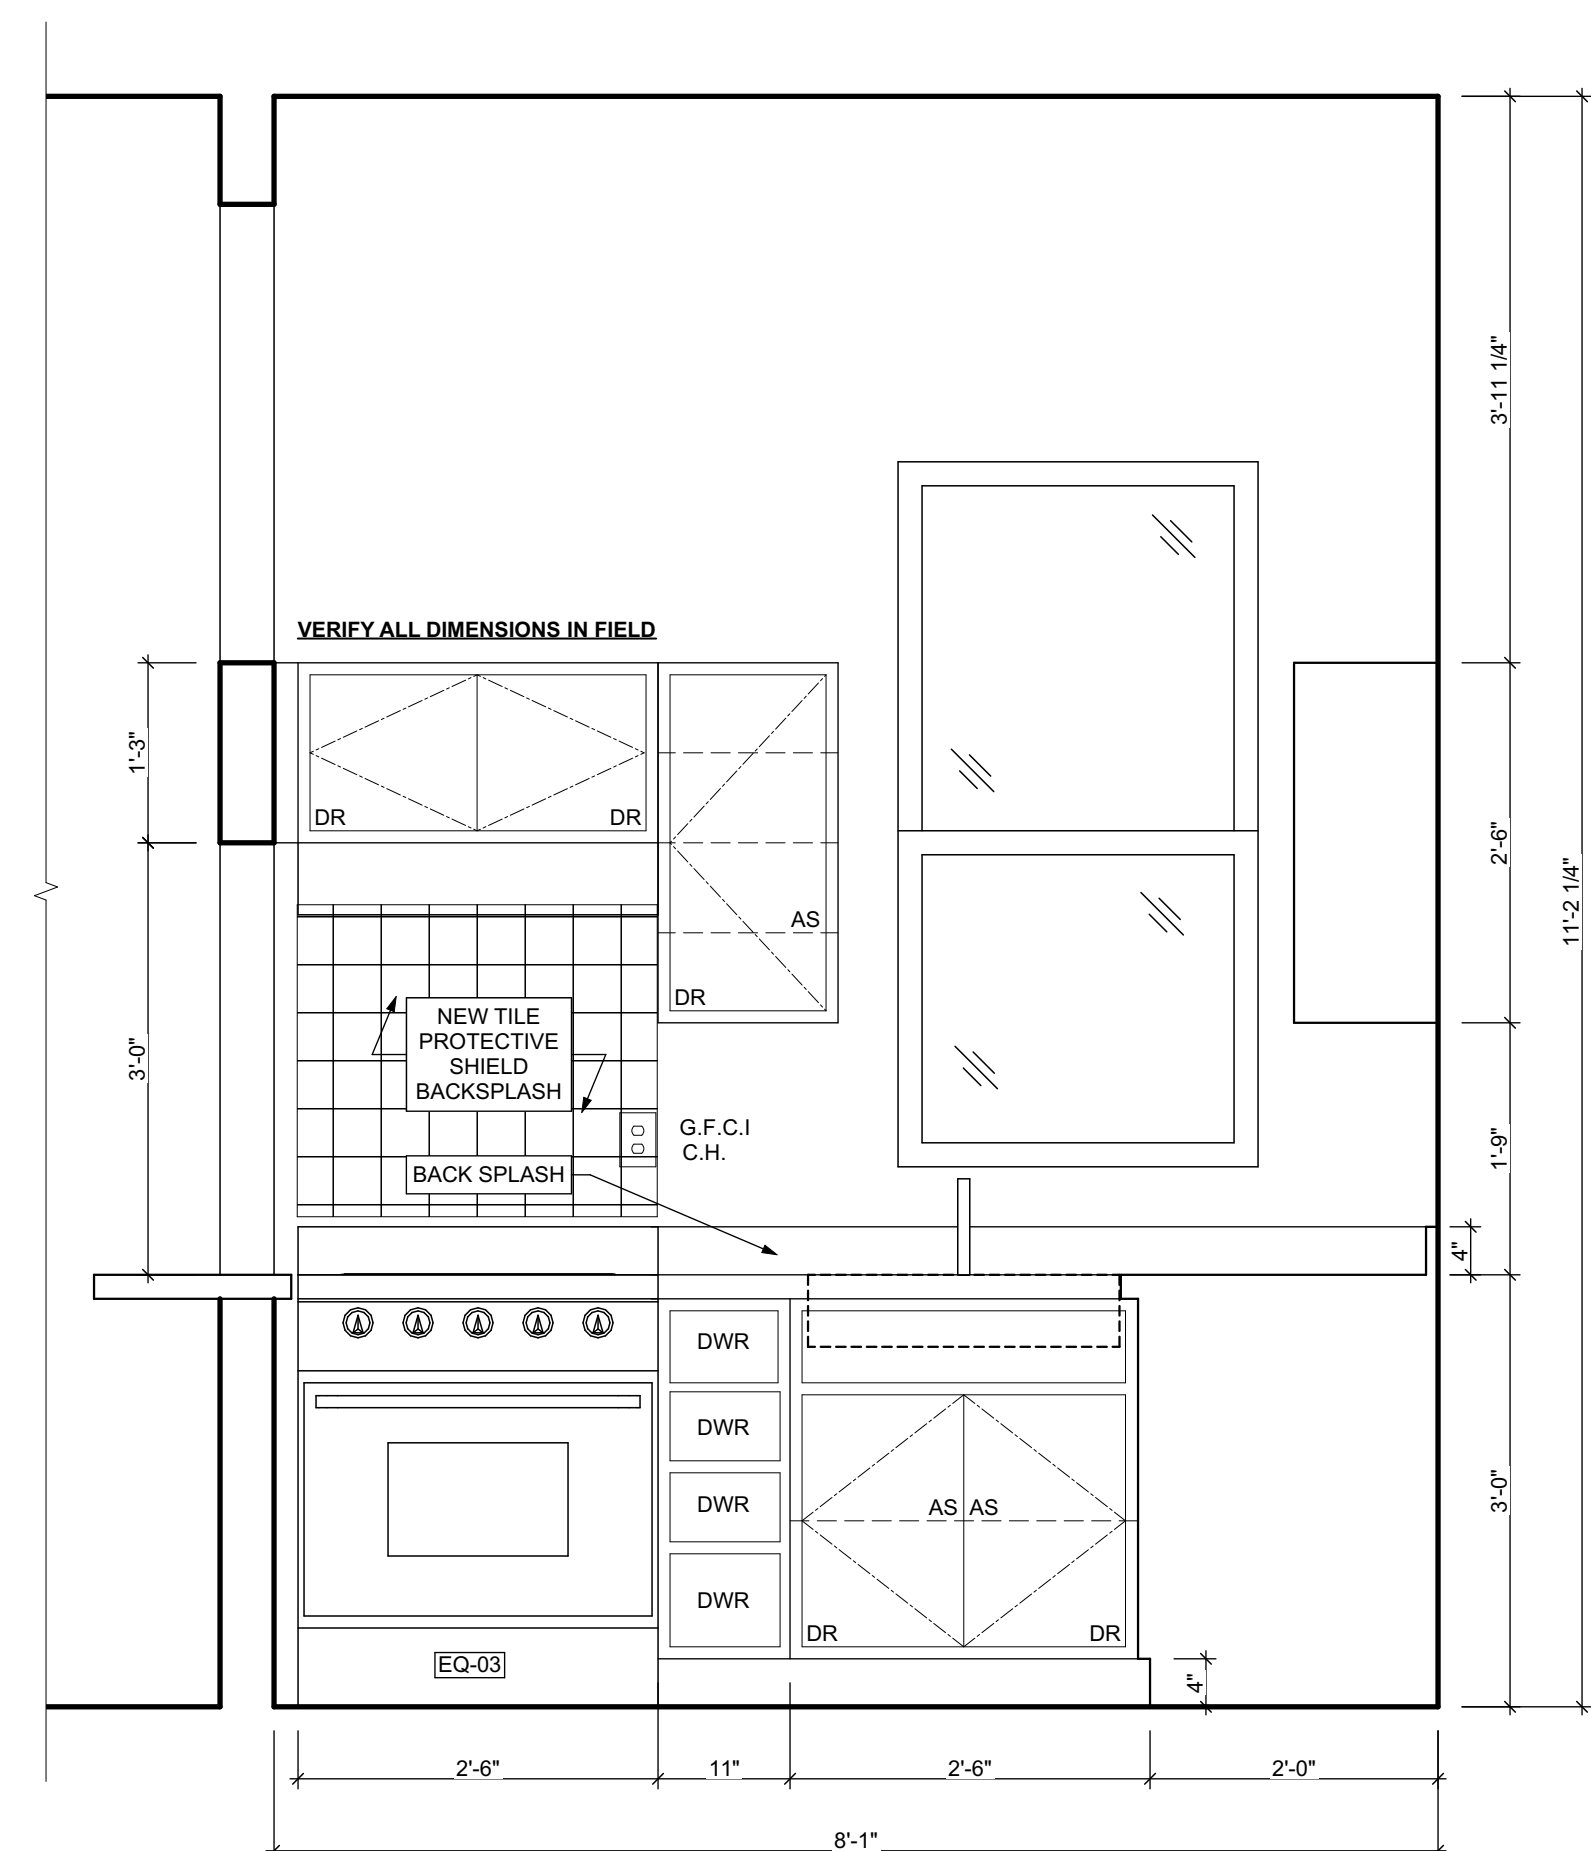 3'-11 1/4"
VERIFY ALL DIMENSIONS IN FIELD
1'-3"
DR
DR
2'-6"
11'-2 1/4"
AS
DR
NEW TILE
PROTECTIVE
SHIELD
BACKSPLASH
3'-0"
G.F.C.I
C.H.
1'-9"
BACK SPLASH
4"
DWR
DWR
DWR
AS
AS
3'-0"
DWR
DR
DR
EQ-03
4"
2'-6"
11"
2'-6"
2'-0"
8'-1"